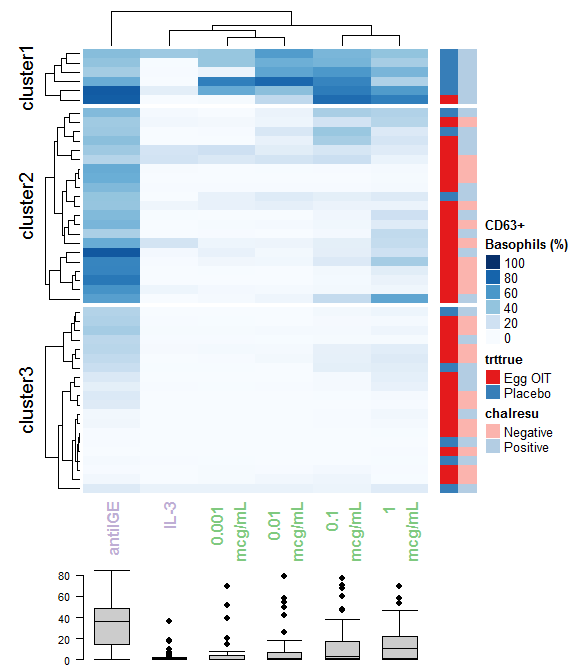 cluster1
cluster2
cluster3
CD63+
Basophils (%)
100
80
60
40
20
0
trttrue
Egg OIT
Placebo
chalresu
Negative
Positive
antiIGE
IL-3
0.001
mcg/mL
0.01
mcg/mL
0.1
mcg/mL
1
mcg/mL
80
60
40
20
0